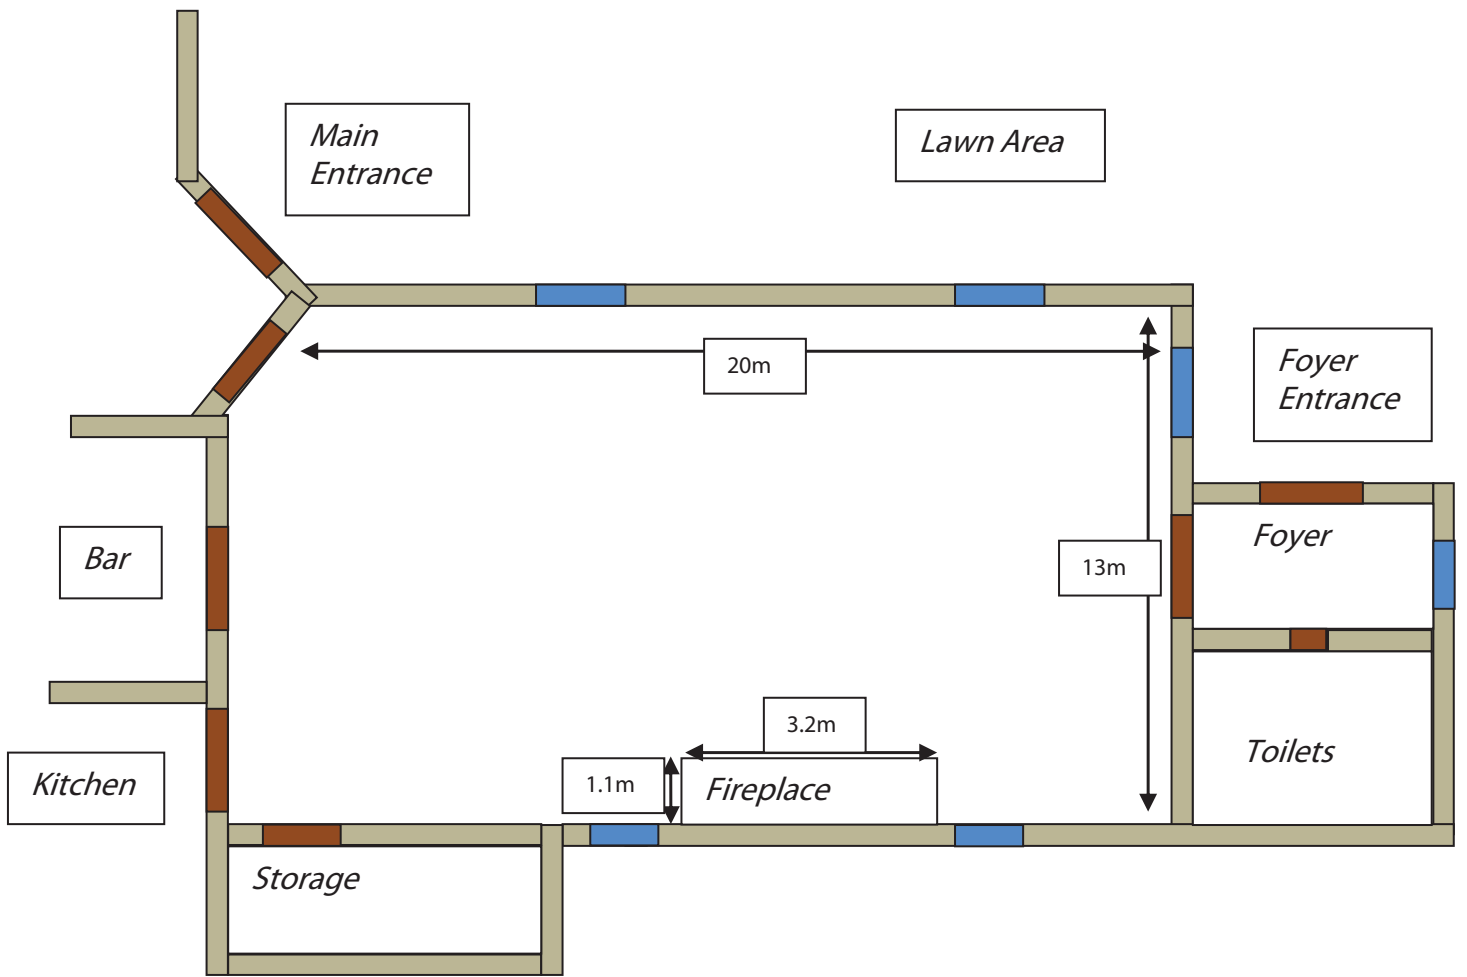 Main
Entrance
Lawn Area
20m
Foyer
Entrance
Foyer
Bar
13m
3.2m
Kitchen
1.1m
Fireplace
Toilets
Storage